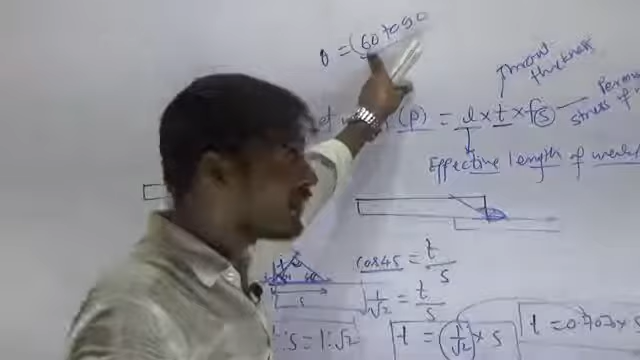 θ = (60 to 90
Throat
thickness
(P) = l × t × fs
stress of
Effective length of weld
cos45 = t/s
1/√2 = t/s
s = 1:√2
t = 1/√2 × s
t = 0.707 × s